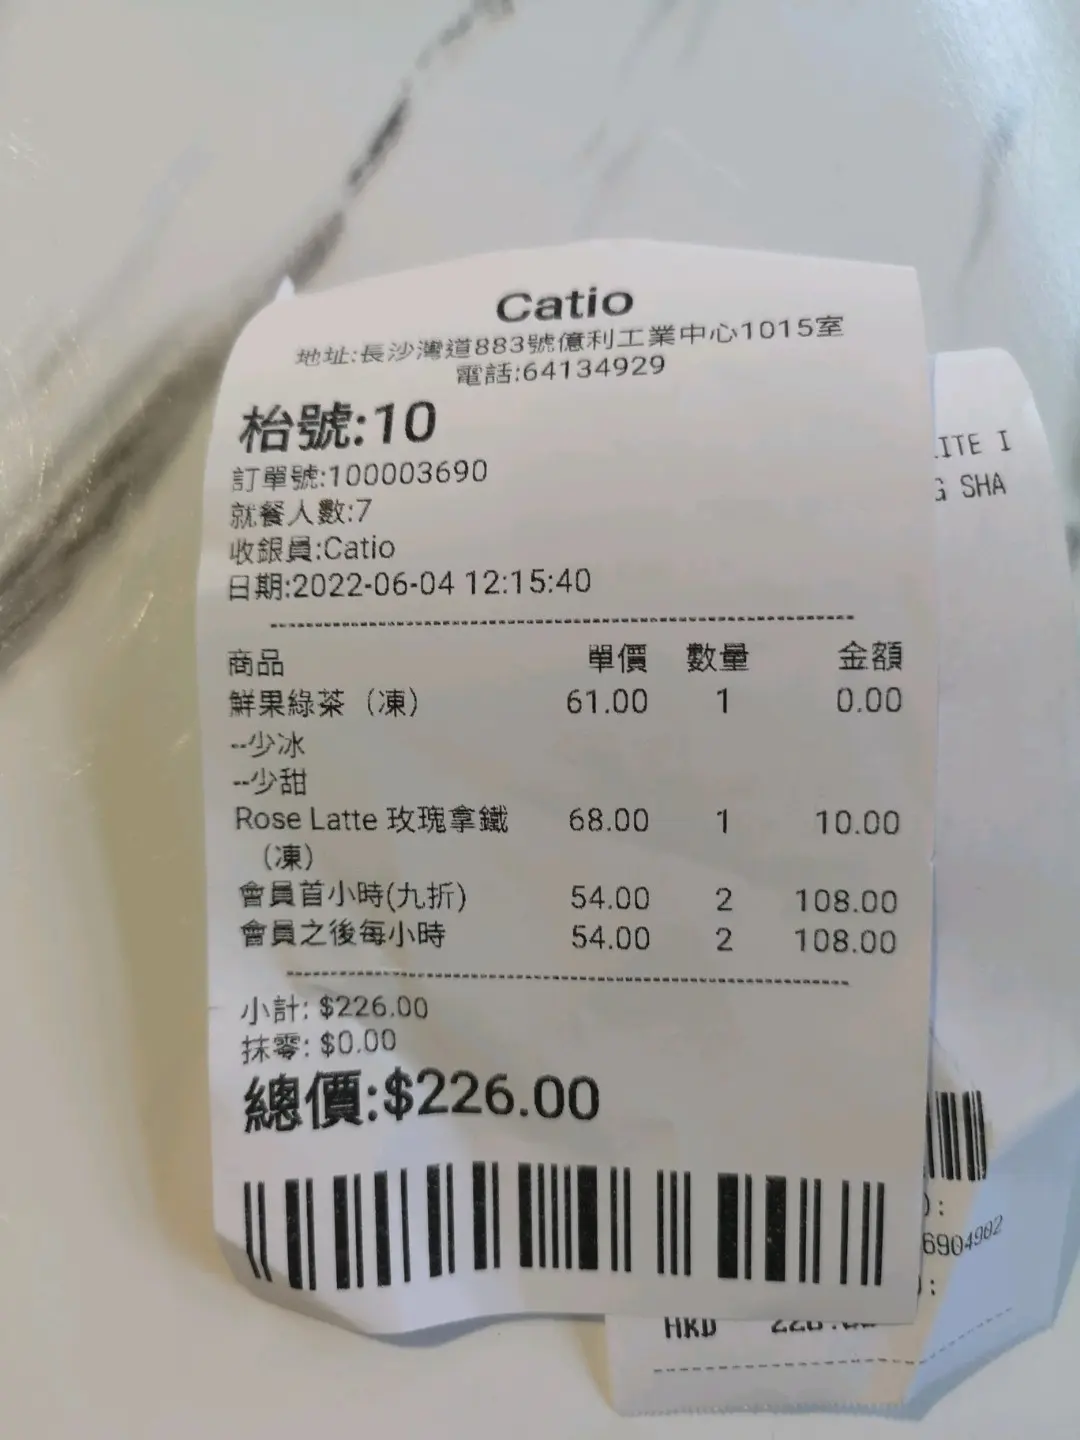 Catio
地址:長沙灣道883號億利工業中心1015室
電話:64134929
枱號:10
訂單號:100003690
就餐人數:7
收銀員:Catio
日期:2022-06-04 12:15:40
商品 單價 數量 金額
鮮果綠茶（凍） 61.00 1 0.00
--少冰
--少甜
Rose Latte 玫瑰拿鐵 68.00 1 10.00
（凍）
會員首小時(九折) 54.00 2 108.00
會員之後每小時 54.00 2 108.00
小計: $226.00
抹零: $0.00
總價:$226.00
ITE I
G SHA
):
6904902
):
HKD